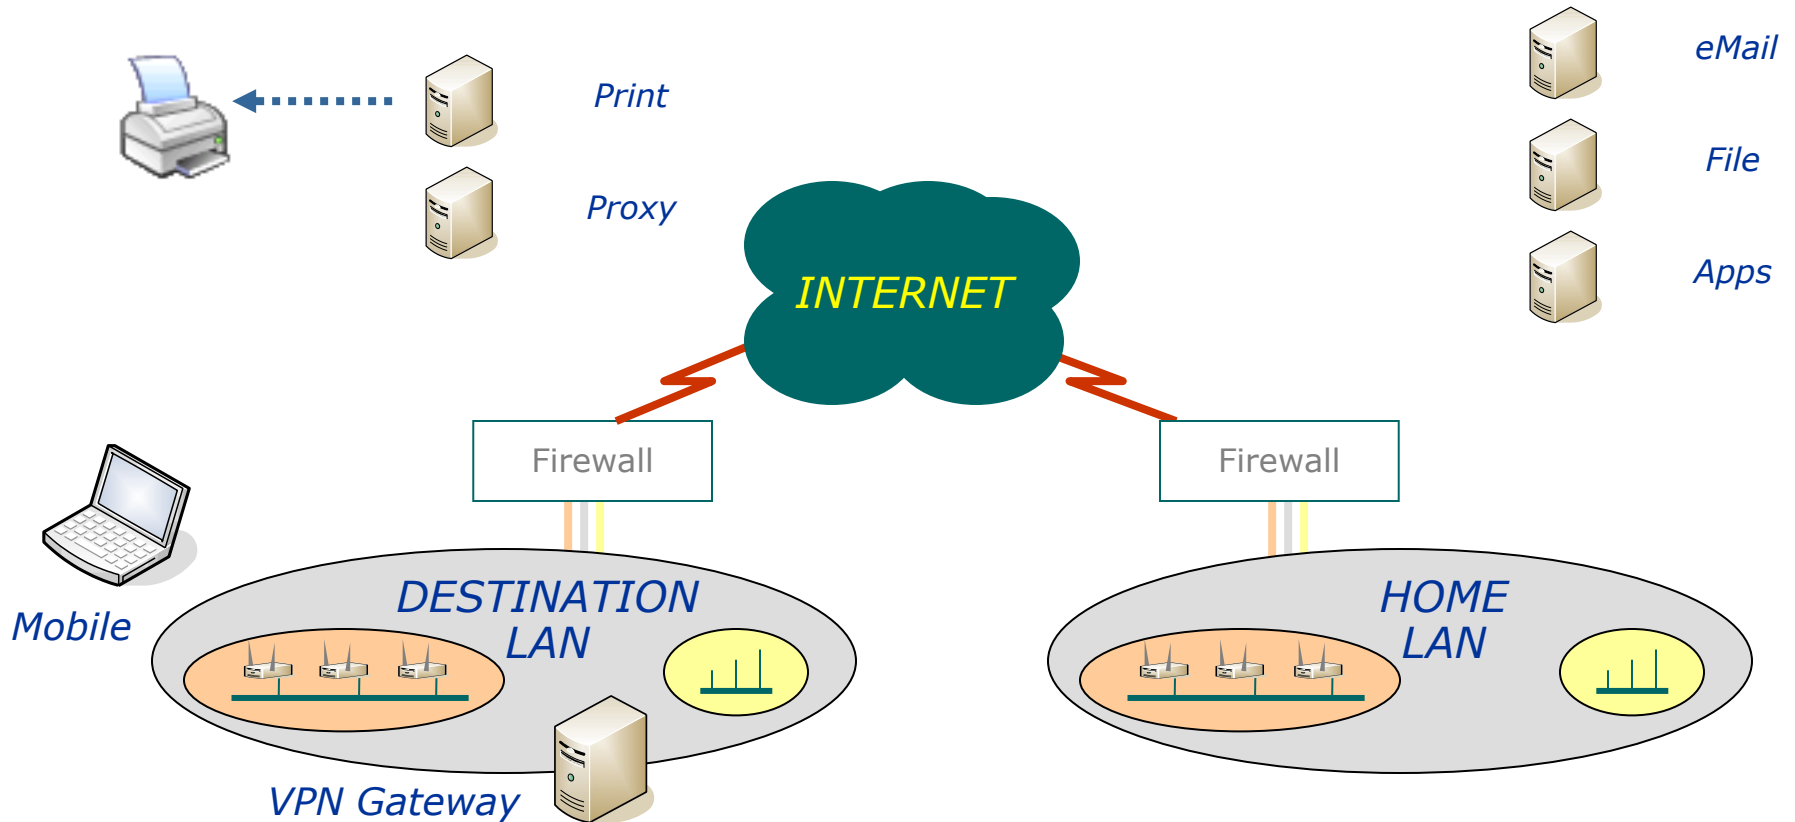 eMail
Print
File
Proxy
Apps
INTERNET
Firewall
Firewall
Mobile
DESTINATION
LAN
HOME
LAN
VPN Gateway